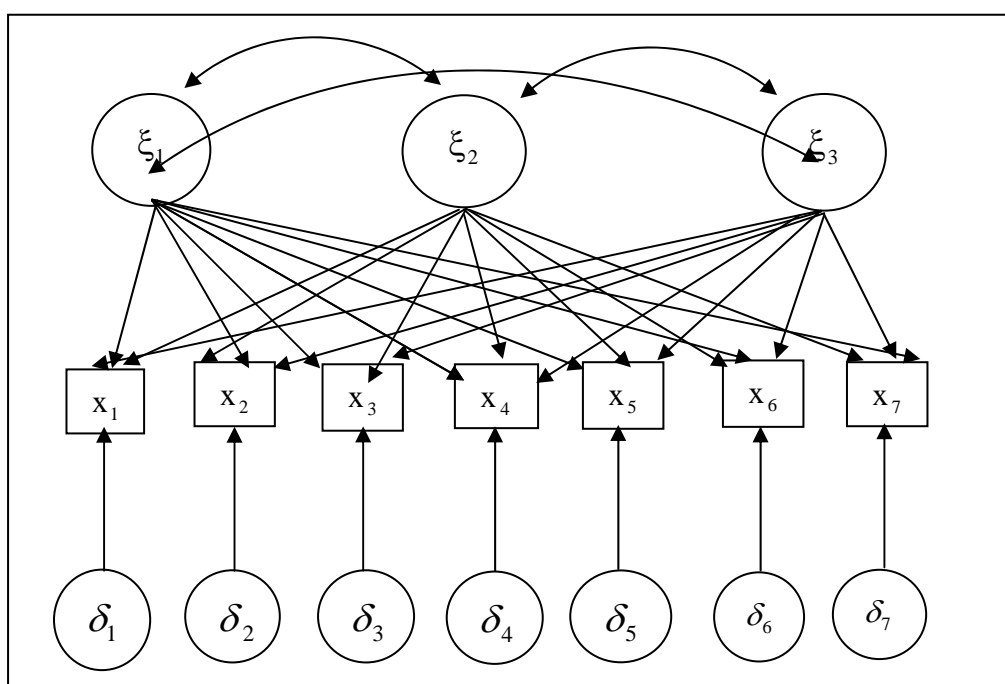 ξ₁ ξ₂ ξ₃
x₁ x₂ x₃ x₄ x₅ x₆ x₇
δ₁ δ₂ δ₃ δ₄ δ₅ δ₆ δ₇